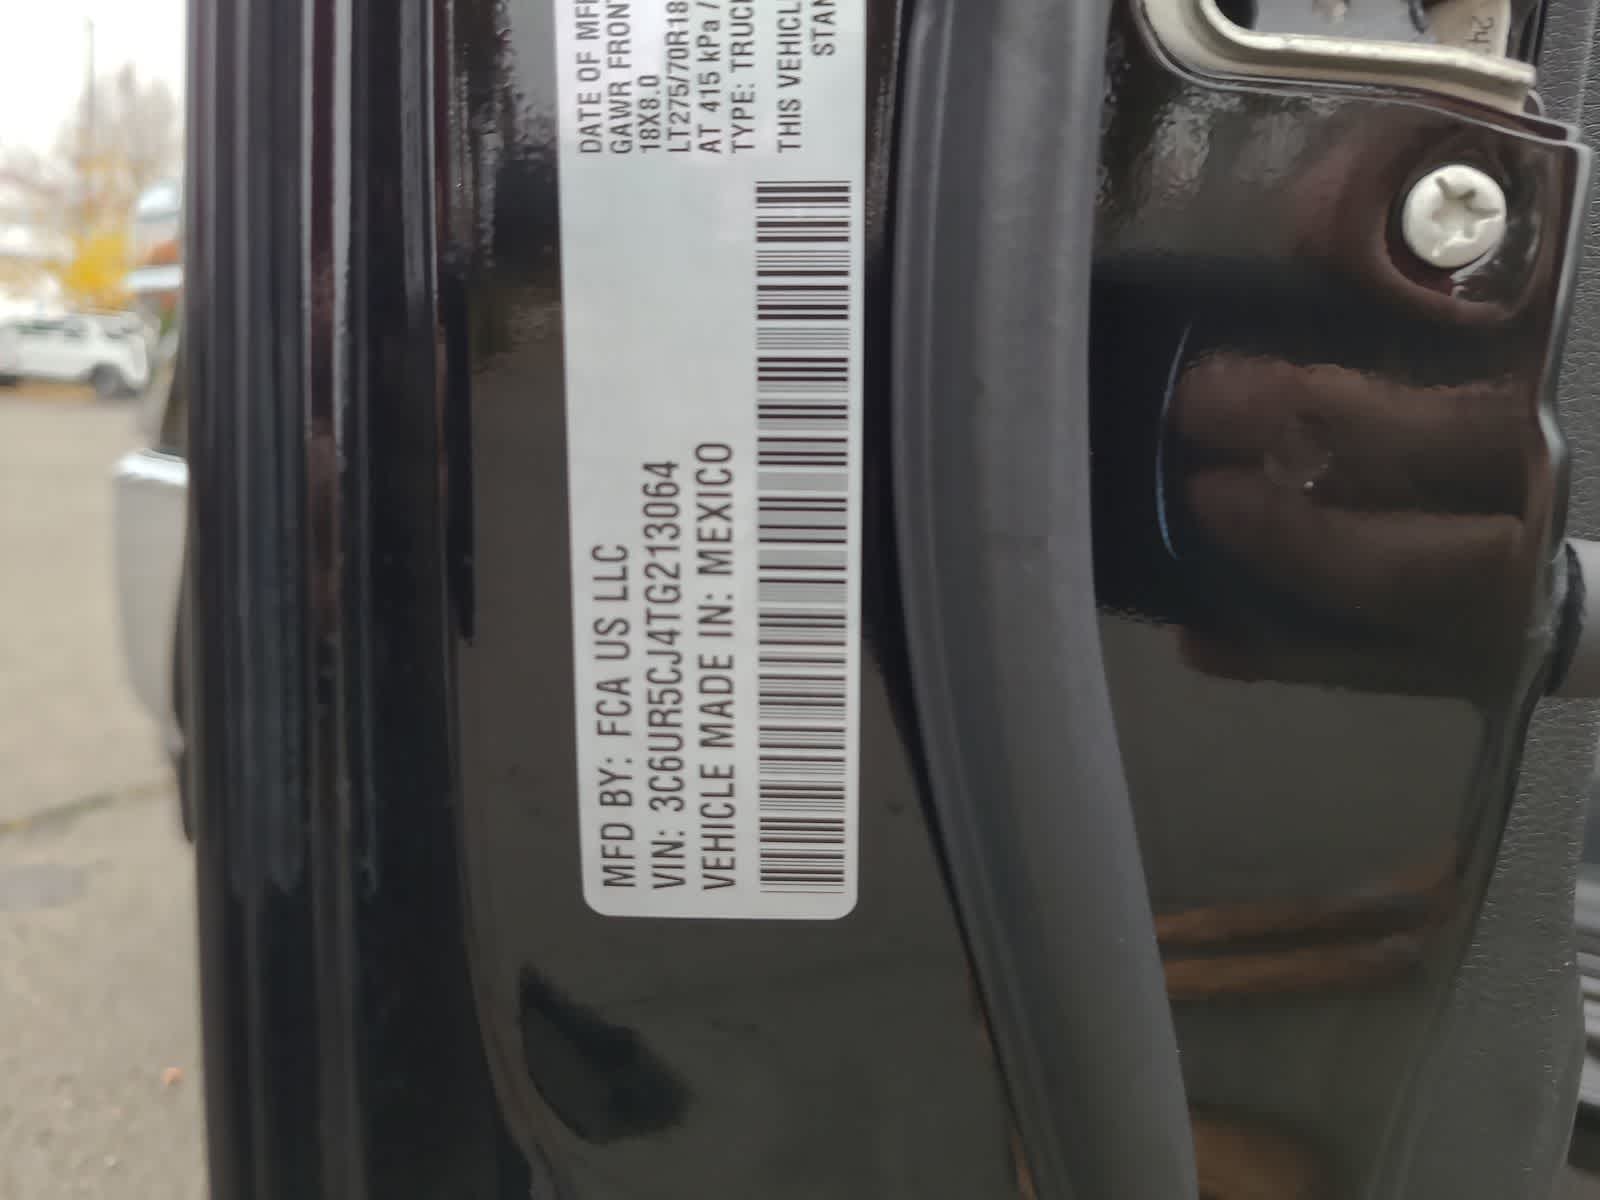 MFD BY: FCA US LLC
VIN: 3C6UR5CJ4TG213064
VEHICLE MADE IN: MEXICO
DATE OF MF
GAWR FRONT
18X8.0
LT275/70R18
AT 415 kPa /
TYPE: TRUC
THIS VEHICL
STAN
24